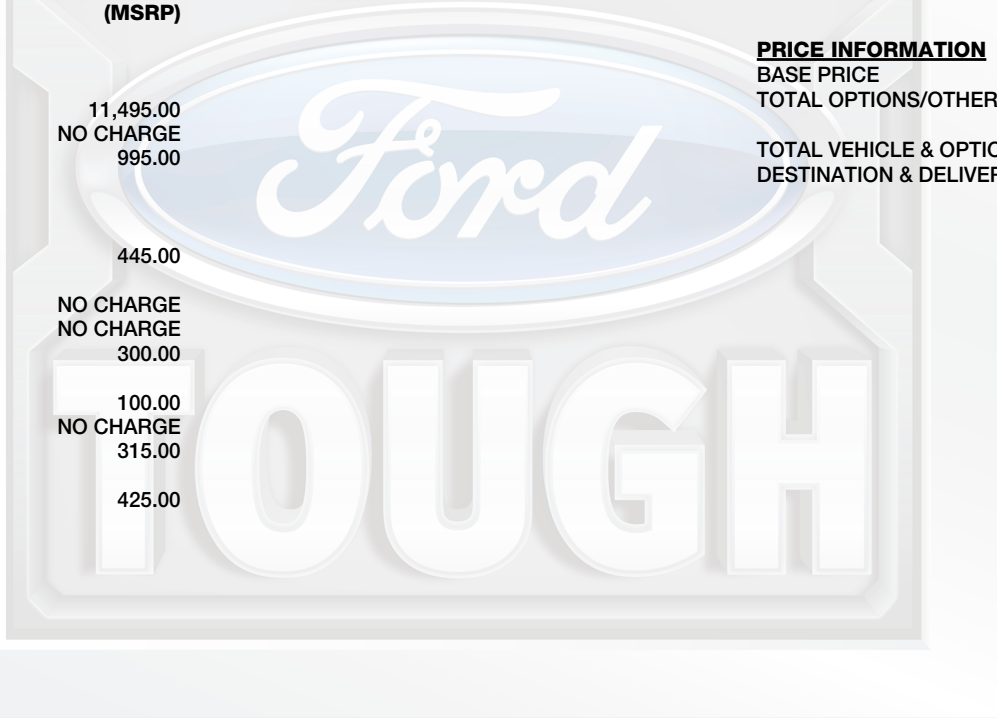 (MSRP)
11,495.00
NO CHARGE
995.00
445.00
NO CHARGE
NO CHARGE
300.00
100.00
NO CHARGE
315.00
425.00
PRICE INFORMATION
BASE PRICE
TOTAL OPTIONS/OTHER
TOTAL VEHICLE & OPTIO
DESTINATION & DELIVER
Ford
TOUGH